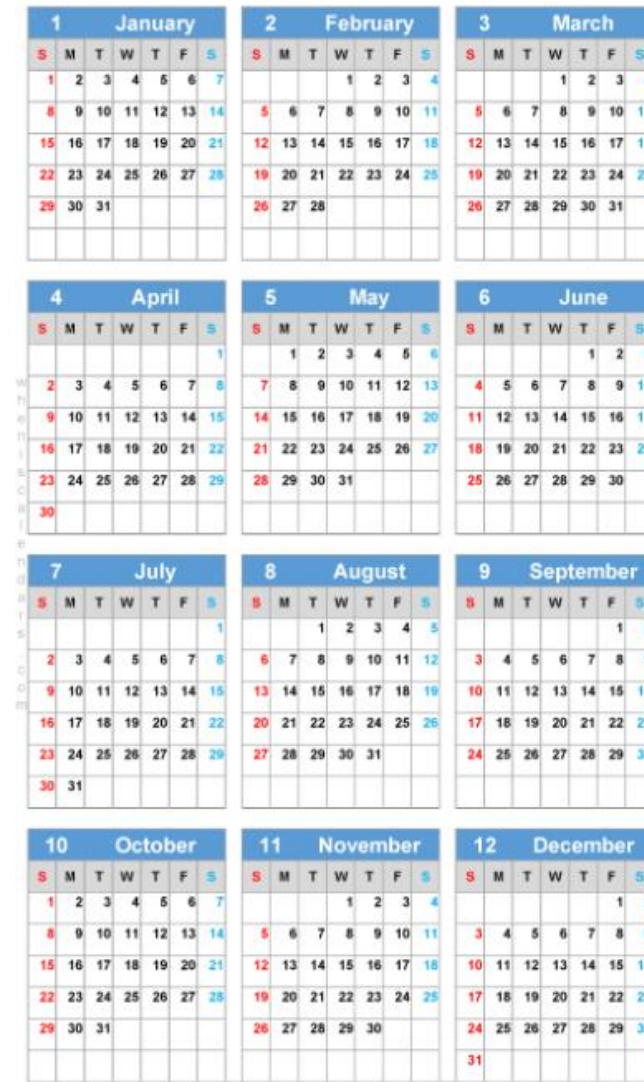 1 January
S M T W T F S
1 2 3 4 5 6 7
8 9 10 11 12 13 14
15 16 17 18 19 20 21
22 23 24 25 26 27 28
29 30 31
2 February
S M T W T F S
1 2 3 4
5 6 7 8 9 10 11
12 13 14 15 16 17 18
19 20 21 22 23 24 25
26 27 28
3 March
S M T W T F S
1 2 3
5 6 7 8 9 10
12 13 14 15 16 17
19 20 21 22 23 24
26 27 28 29 30 31
4 April
S M T W T F S
1
2 3 4 5 6 7 8
9 10 11 12 13 14 15
16 17 18 19 20 21 22
23 24 25 26 27 28 29
30
5 May
S M T W T F S
1 2 3 4 5 6
7 8 9 10 11 12 13
14 15 16 17 18 19 20
21 22 23 24 25 26 27
28 29 30 31
6 June
S M T W T F S
1 2
4 5 6 7 8 9
11 12 13 14 15 16
18 19 20 21 22 23
25 26 27 28 29 30
7 July
S M T W T F S
1
2 3 4 5 6 7 8
9 10 11 12 13 14 15
16 17 18 19 20 21 22
23 24 25 26 27 28 29
30 31
8 August
S M T W T F S
1 2 3 4 5
6 7 8 9 10 11 12
13 14 15 16 17 18 19
20 21 22 23 24 25 26
27 28 29 30 31
9 September
S M T W T F S
1
3 4 5 6 7 8
10 11 12 13 14 15
17 18 19 20 21 22
24 25 26 27 28 29
10 October
S M T W T F S
1 2 3 4 5 6 7
8 9 10 11 12 13 14
15 16 17 18 19 20 21
22 23 24 25 26 27 28
29 30 31
11 November
S M T W T F S
1 2 3 4
5 6 7 8 9 10 11
12 13 14 15 16 17 18
19 20 21 22 23 24 25
26 27 28 29 30
12 December
S M T W T F S
1
3 4 5 6 7 8
10 11 12 13 14 15
17 18 19 20 21 22
24 25 26 27 28 29
31
wheniscalendars.com